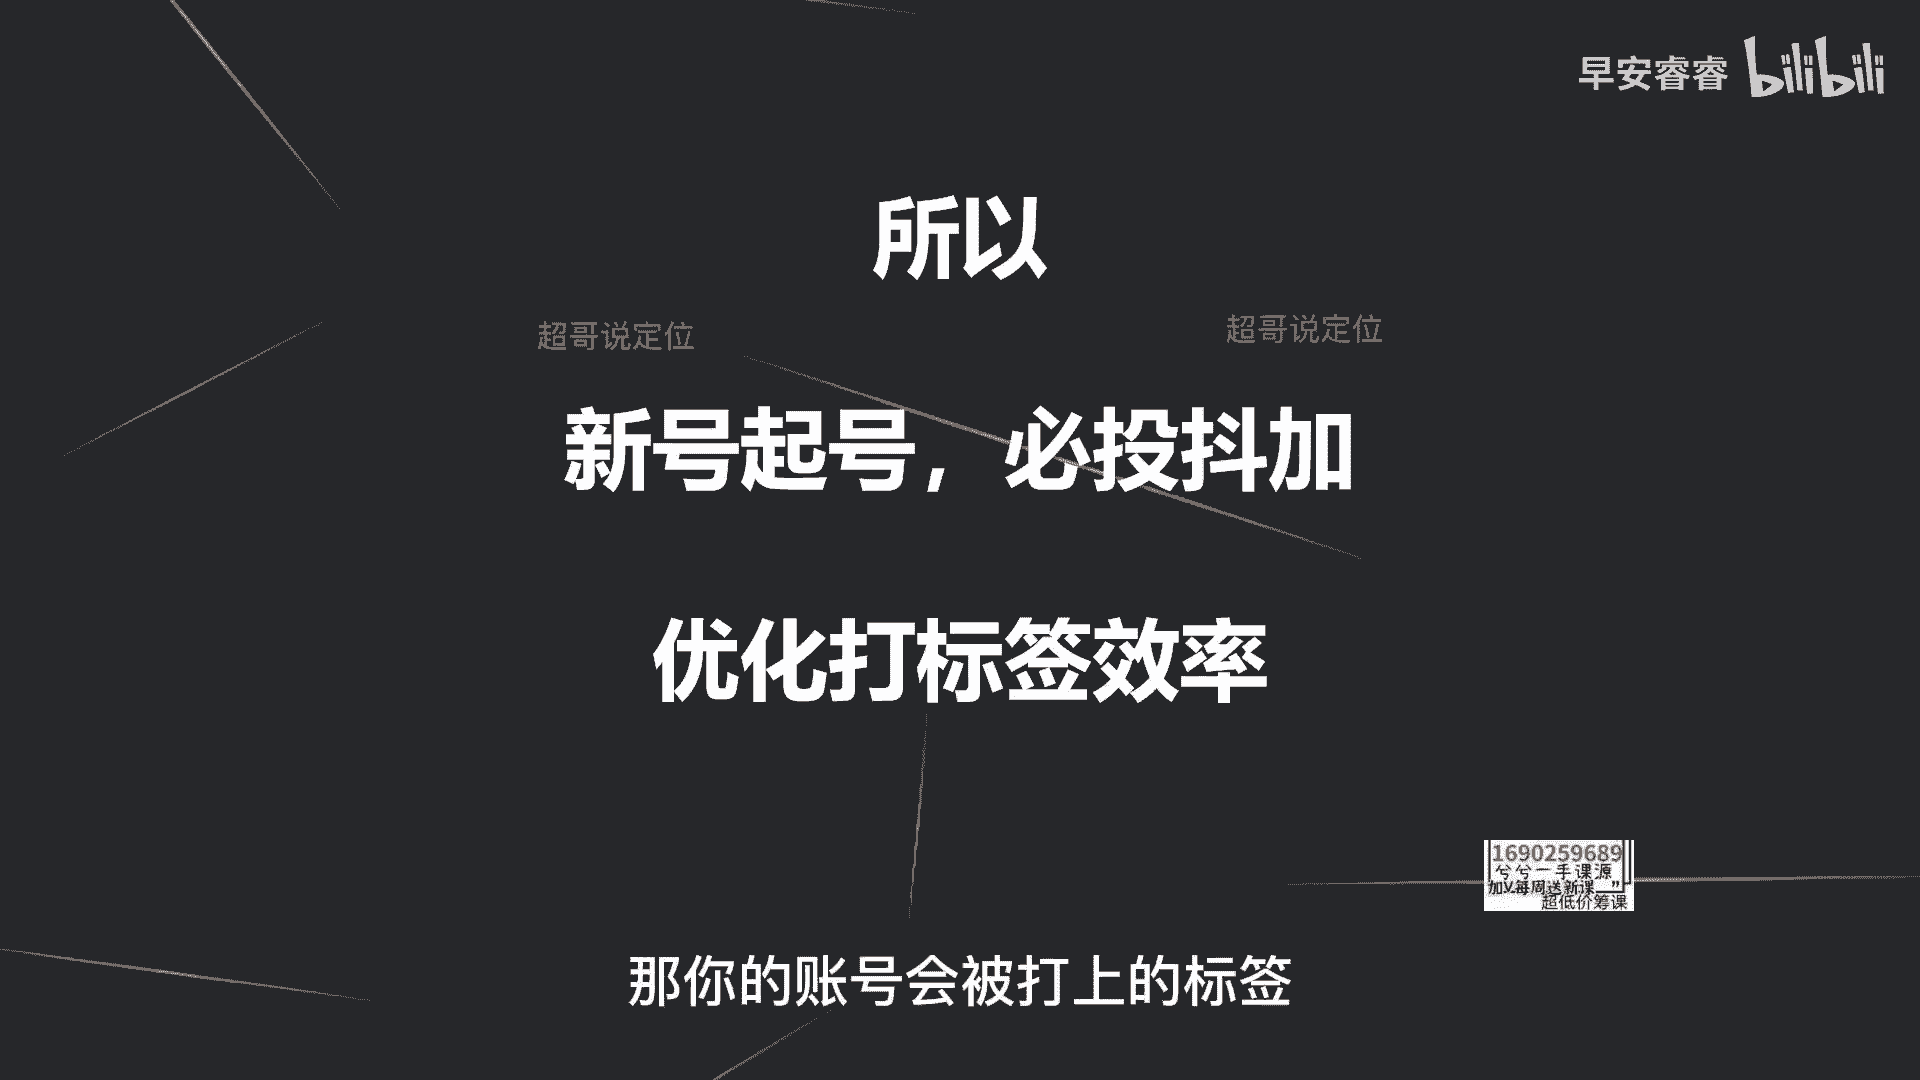 早安睿睿 bilibili
所以
超哥说定位 超哥说定位
新号起号，必投抖加
优化打标签效率
1690259689
兮兮一手课源
加V每周送新课
超低价筹课
那你的账号会被打上的标签